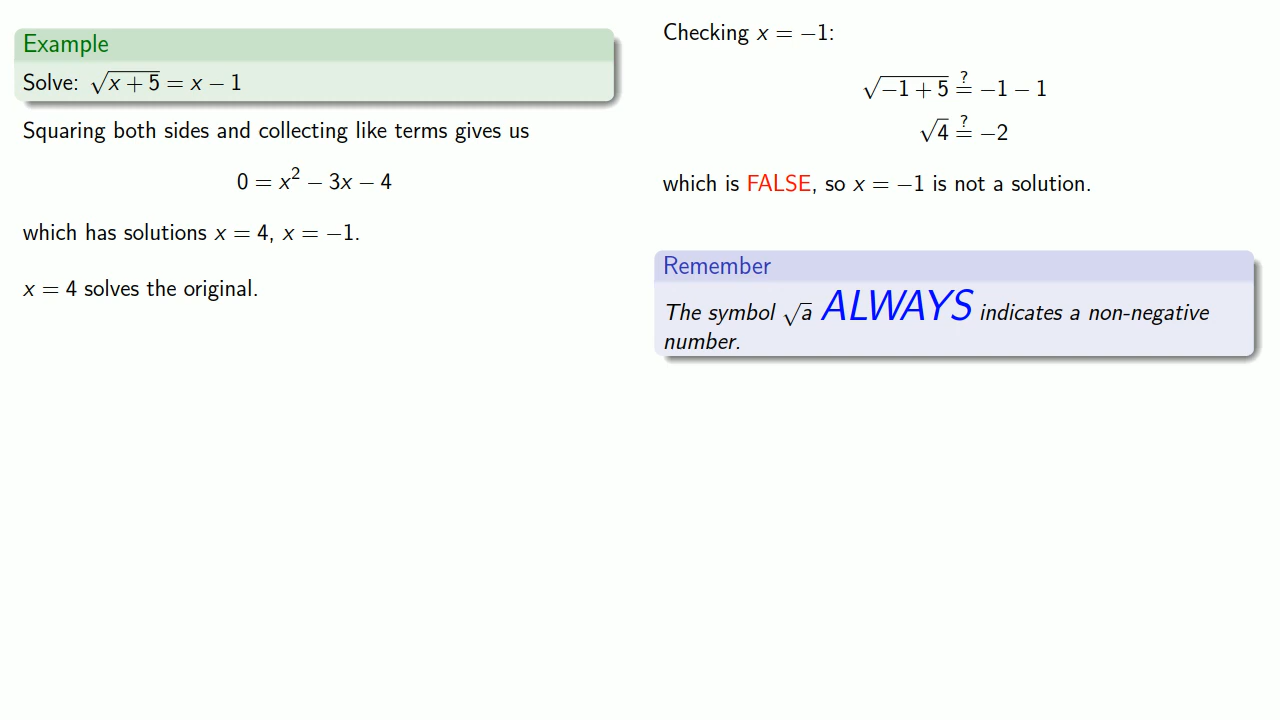 Example
Solve: √x + 5 = x − 1
Squaring both sides and collecting like terms gives us
0 = x² − 3x − 4
which has solutions x = 4, x = −1.
x = 4 solves the original.
Checking x = −1:
√−1 + 5 ≟ −1 − 1
√4 ≟ −2
which is FALSE, so x = −1 is not a solution.
Remember
The symbol √a ALWAYS indicates a non-negative
number.